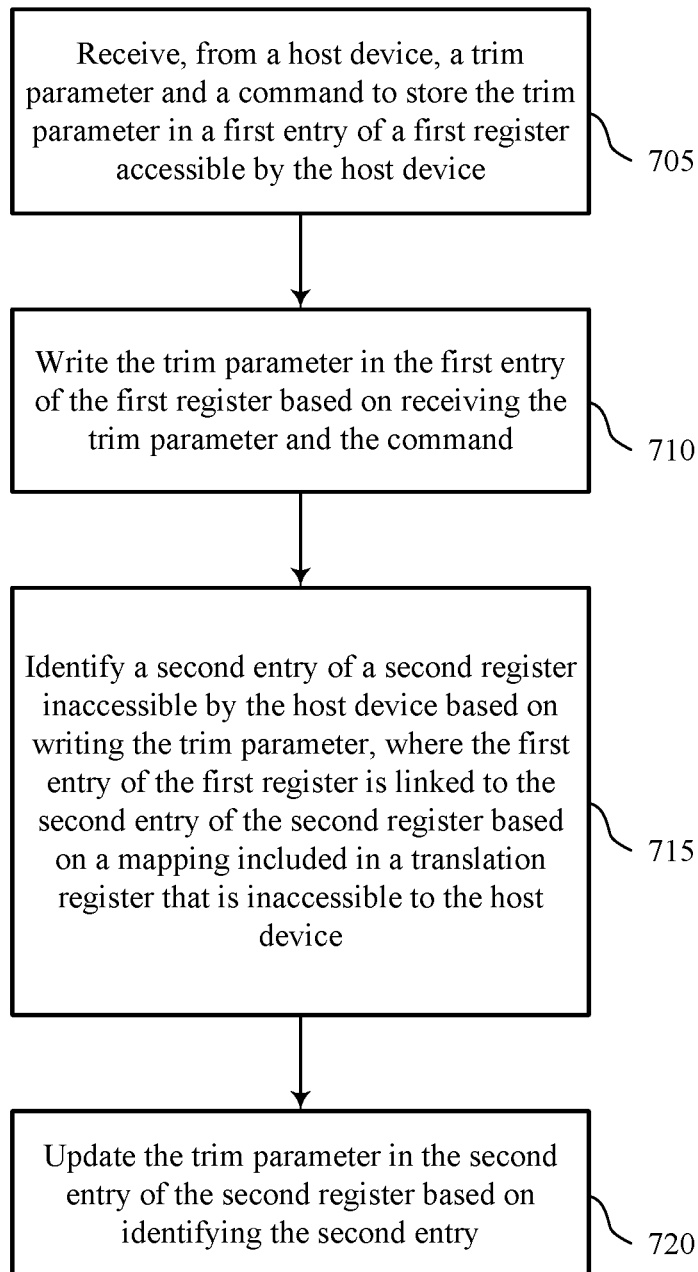 Receive, from a host device, a trim
parameter and a command to store the trim
parameter in a first entry of a first register
accessible by the host device
705
Write the trim parameter in the first entry
of the first register based on receiving the
trim parameter and the command
710
Identify a second entry of a second register
inaccessible by the host device based on
writing the trim parameter, where the first
entry of the first register is linked to the
second entry of the second register based
on a mapping included in a translation
register that is inaccessible to the host
device
715
Update the trim parameter in the second
entry of the second register based on
identifying the second entry
720